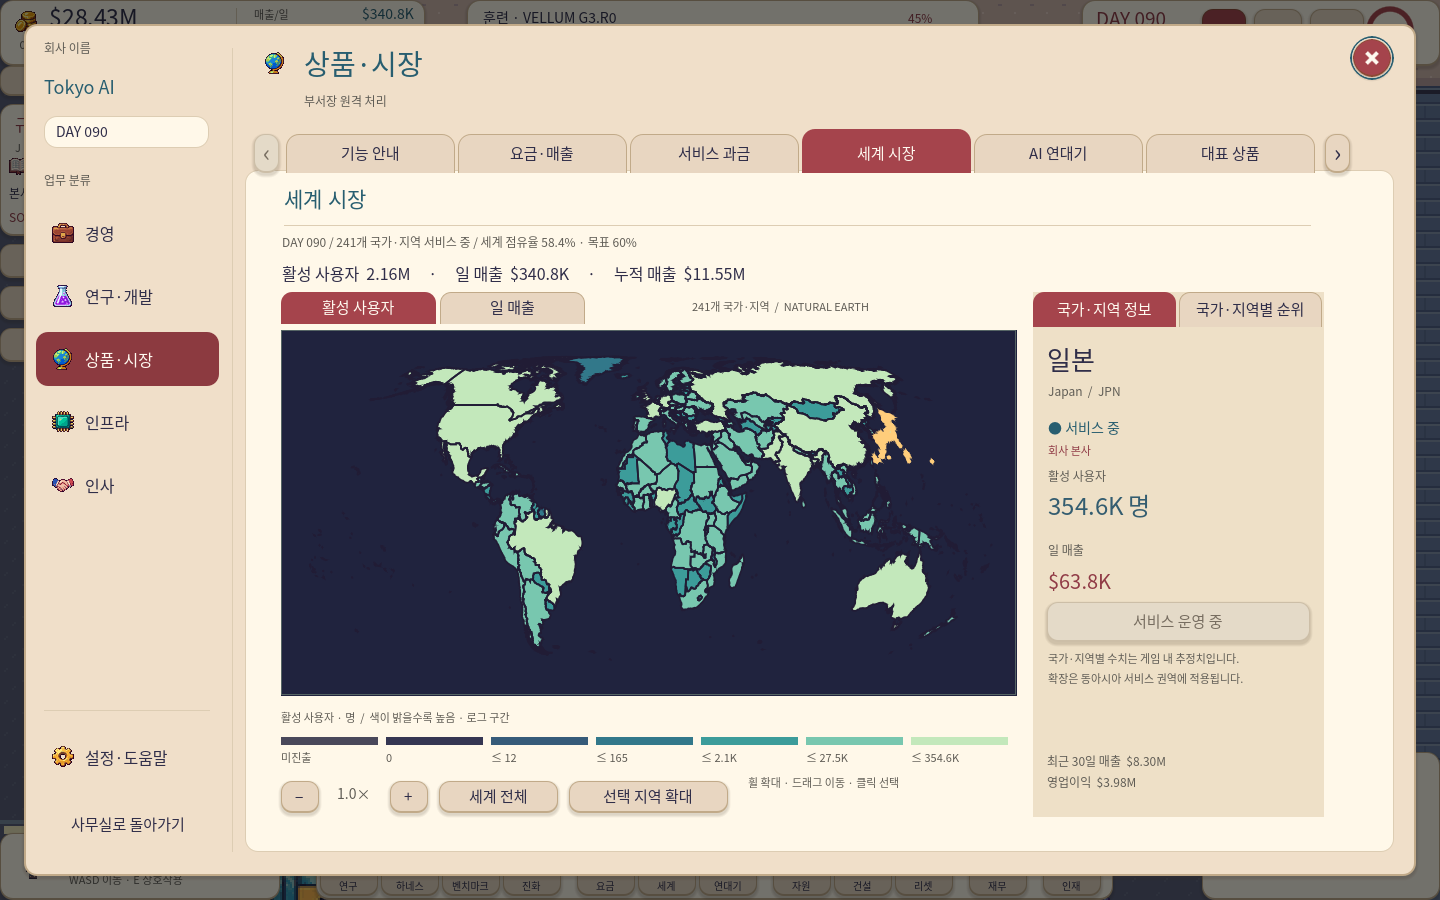 $28.43M
매출/일
$340.8K
훈련 · VELLUM G3.R0
45%
DAY 090
회사 이름
Tokyo AI
DAY 090
업무 분류
경영
연구·개발
상품·시장
인프라
인사
설정·도움말
사무실로 돌아가기
상품·시장
부서장 원격 처리
‹
기능 안내
요금·매출
서비스 과금
세계 시장
AI 연대기
대표 상품
›
세계 시장
DAY 090 / 241개 국가·지역 서비스 중 / 세계 점유율 58.4% · 목표 60%
활성 사용자 2.16M · 일 매출 $340.8K · 누적 매출 $11.55M
활성 사용자
일 매출
241개 국가·지역 / NATURAL EARTH
국가·지역 정보
국가·지역별 순위
일본
Japan / JPN
● 서비스 중
회사 본사
활성 사용자
354.6K 명
일 매출
$63.8K
서비스 운영 중
국가·지역별 수치는 게임 내 추정치입니다.
확장은 동아시아 서비스 권역에 적용됩니다.
최근 30일 매출 $8.30M
영업이익 $3.98M
활성 사용자 · 명 / 색이 밝을수록 높음 · 로그 구간
미진출
0
≤ 12
≤ 165
≤ 2.1K
≤ 27.5K
≤ 354.6K
–
1.0×
+
세계 전체
선택 지역 확대
휠 확대 · 드래그 이동 · 클릭 선택
WASD 이동 · E 상호작용
연구
하네스
벤치마크
진화
요금
세계
연대기
자원
건설
리셋
재무
인재